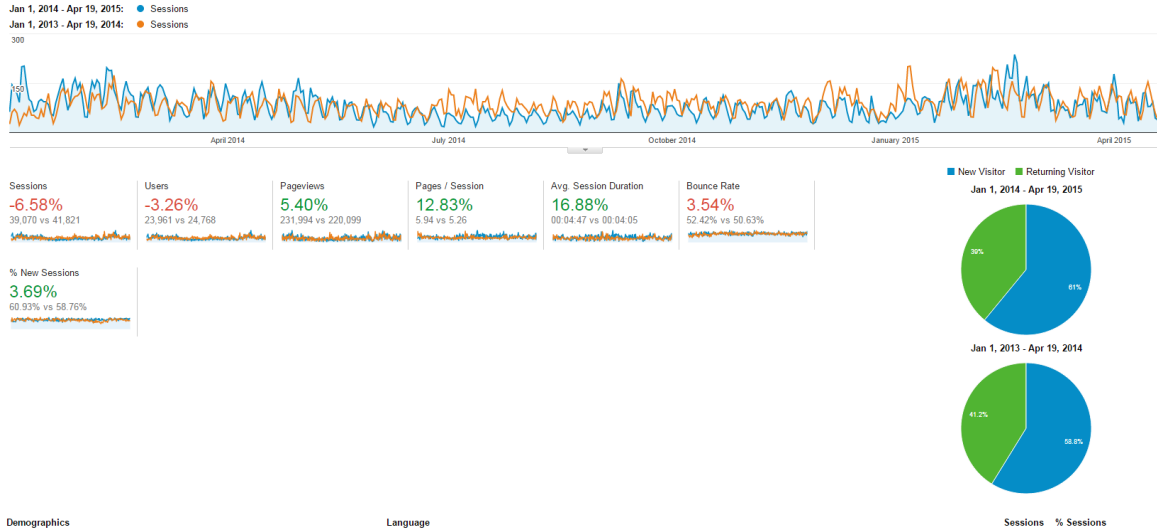 Jan 1, 2014 - Apr 19, 2015: Sessions
Jan 1, 2013 - Apr 19, 2014: Sessions
300
150
April 2014 July 2014 October 2014 January 2015 April 2015
New Visitor Returning Visitor
Sessions Users Pageviews Pages / Session Avg. Session Duration Bounce Rate
-6.58% -3.26% 5.40% 12.83% 16.88% 3.54%
39,070 vs 41,821 23,961 vs 24,768 231,994 vs 220,099 5.94 vs 5.26 00:04:47 vs 00:04:05 52.42% vs 50.63%
% New Sessions
3.69%
60.93% vs 58.76%
Jan 1, 2014 - Apr 19, 2015
39%
61%
Jan 1, 2013 - Apr 19, 2014
41.2%
58.8%
Demographics Language Sessions % Sessions